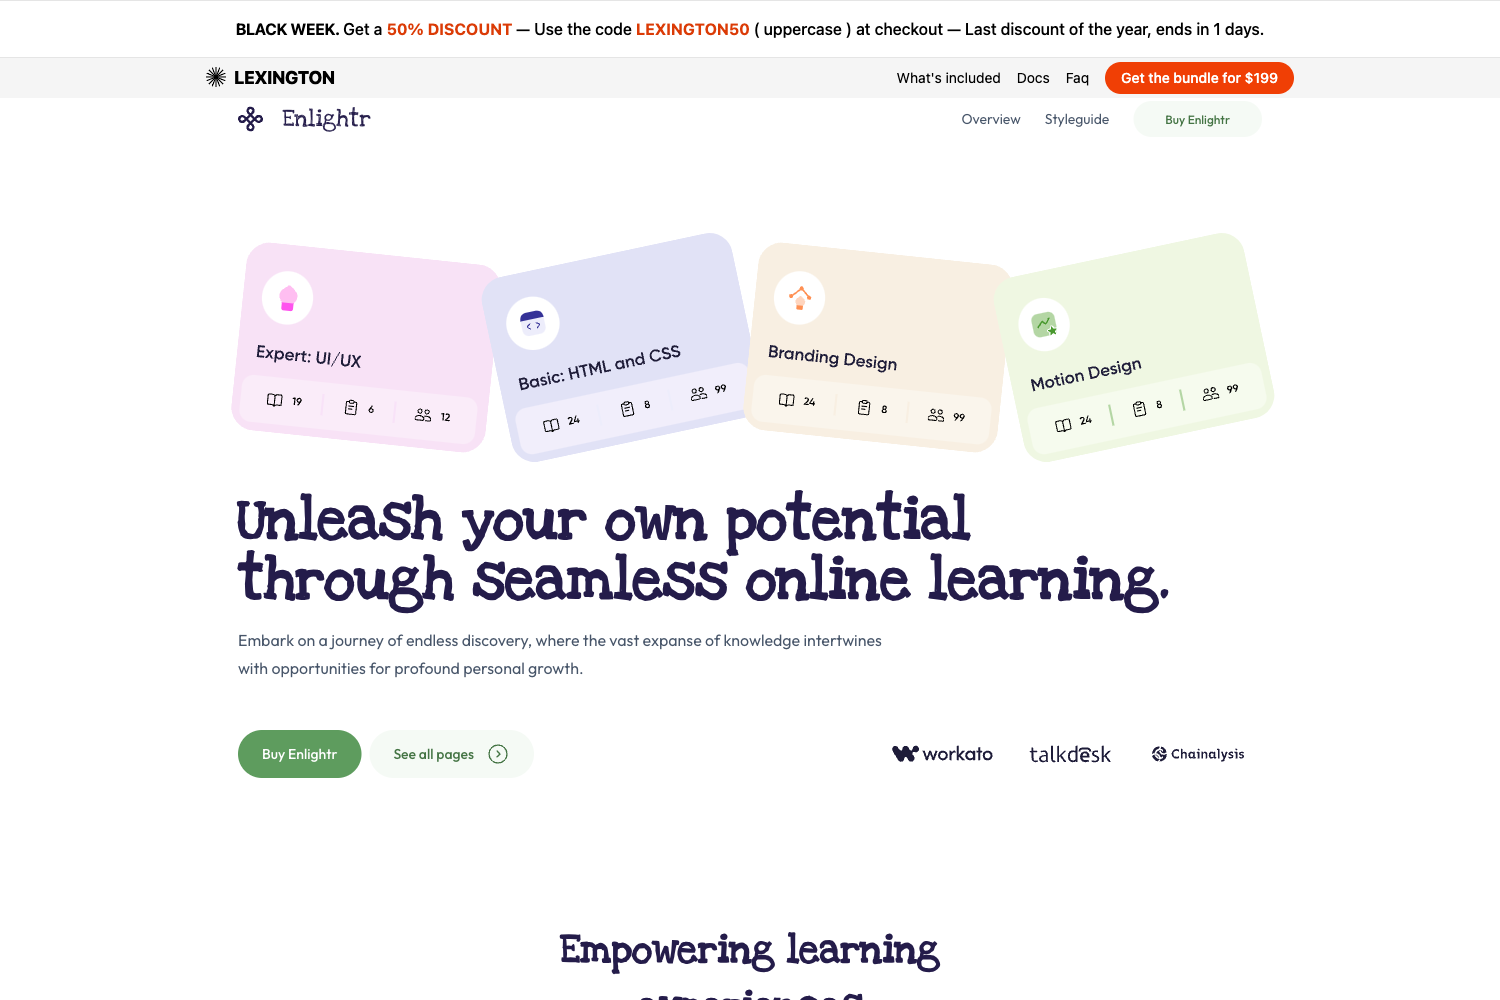 BLACK WEEK. Get a 50% DISCOUNT — Use the code LEXINGTON50 ( uppercase ) at checkout — Last discount of the year, ends in 1 days.
LEXINGTON
What's included Docs Faq Get the bundle for $199
Enlightr
Overview Styleguide Buy Enlightr
Expert: UI/UX
19 6 12
Basic: HTML and CSS
24 8 99
Branding Design
24 8 99
Motion Design
24 8 99
Unleash your own potential
through seamless online learning.
Embark on a journey of endless discovery, where the vast expanse of knowledge intertwines
with opportunities for profound personal growth.
Buy Enlightr See all pages
workato talkdesk Chainalysis
Empowering learning
experiences